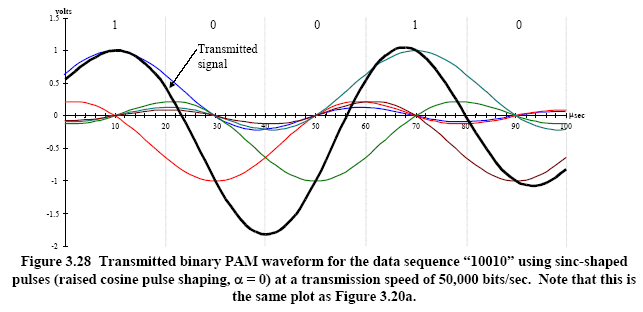 volts
1.5
1 0 0 1 0
Transmitted
signal
1
0.5
0
10 20 30 40 50 60 70 80 90 100 μsec
-0.5
-1
-1.5
-2
Figure 3.28 Transmitted binary PAM waveform for the data sequence “10010” using sinc-shaped
pulses (raised cosine pulse shaping, α = 0) at a transmission speed of 50,000 bits/sec. Note that this is
the same plot as Figure 3.20a.